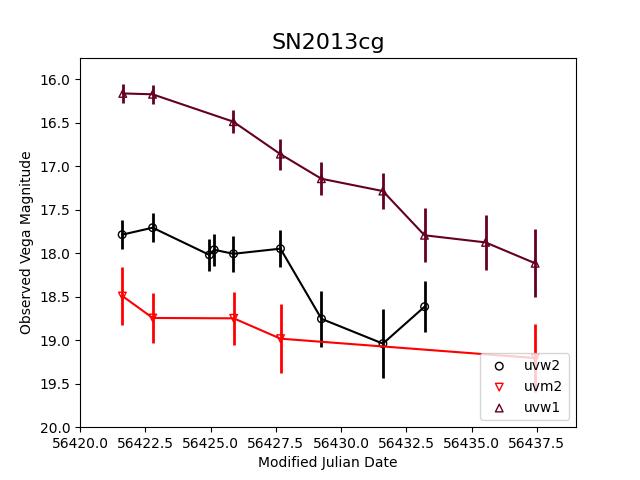 SN2013cg
Observed Vega Magnitude
16.0
16.5
17.0
17.5
18.0
18.5
19.0
19.5
20.0
uvw2
uvm2
uvw1
56420.0 56422.5 56425.0 56427.5 56430.0 56432.5 56435.0 56437.5
Modified Julian Date